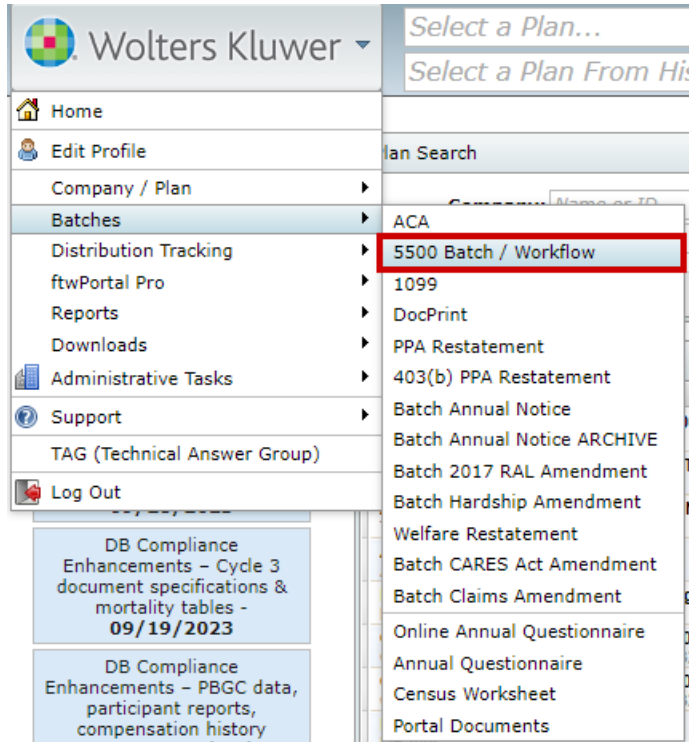 Wolters Kluwer
Select a Plan...
Select a Plan From His
Home
Edit Profile
lan Search
Company / Plan
Company: Name or ID
Batches
ACA
Distribution Tracking
5500 Batch / Workflow
ftwPortal Pro
1099
Reports
DocPrint
Downloads
PPA Restatement
Administrative Tasks
403(b) PPA Restatement
Support
Batch Annual Notice
Batch Annual Notice ARCHIVE
TAG (Technical Answer Group)
Batch 2017 RAL Amendment
Log Out
Batch Hardship Amendment
Welfare Restatement
Batch CARES Act Amendment
Batch Claims Amendment
Online Annual Questionnaire
Annual Questionnaire
Census Worksheet
Portal Documents
DB Compliance
Enhancements – Cycle 3
document specifications &
mortality tables -
09/19/2023
DB Compliance
Enhancements – PBGC data,
participant reports,
compensation history